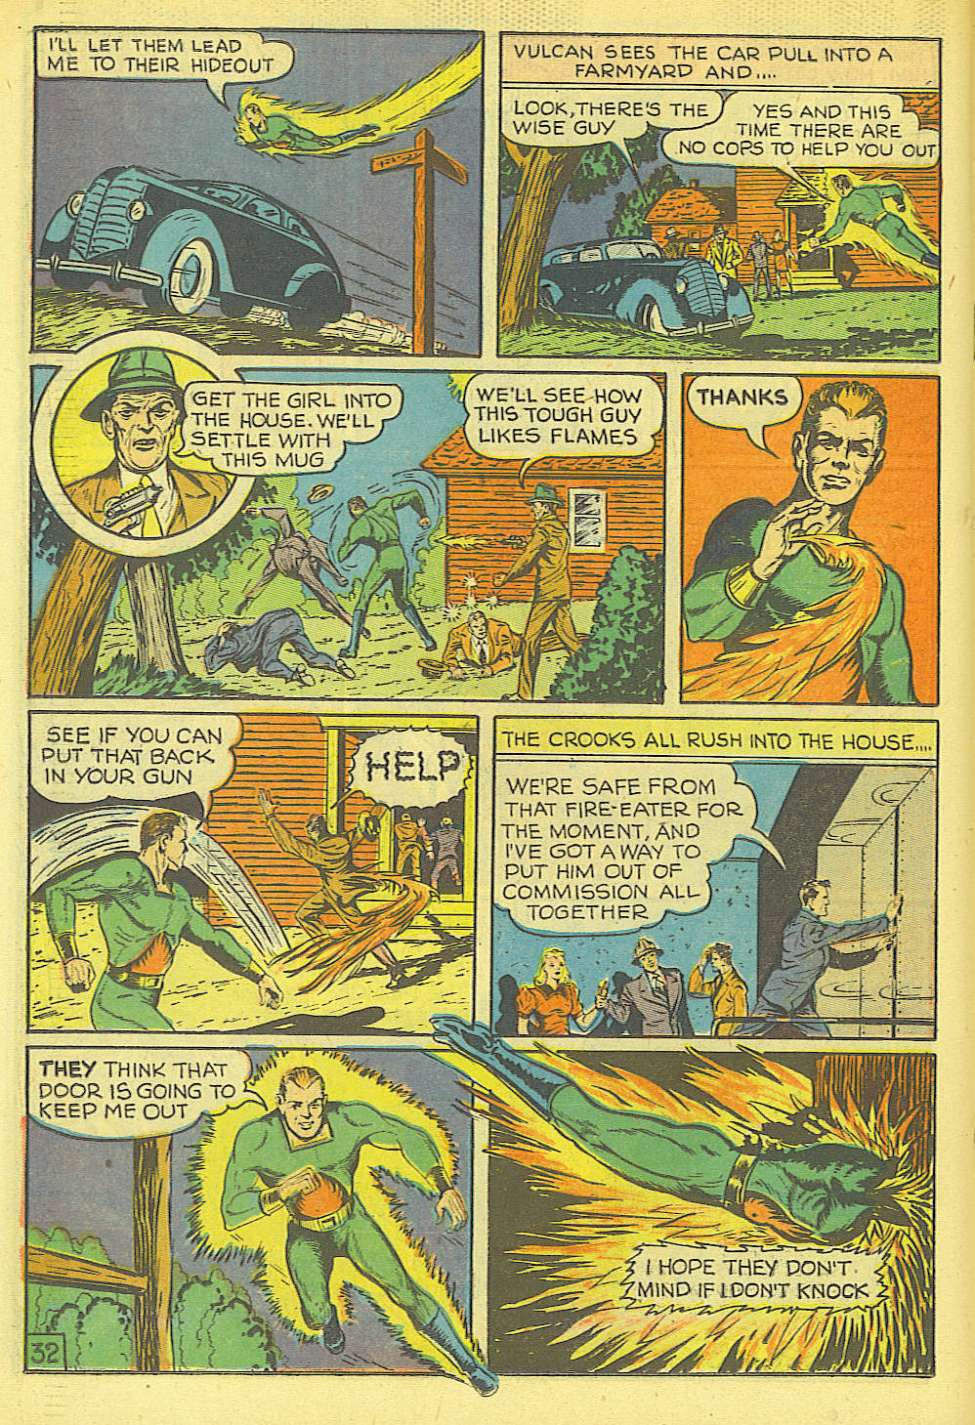 I'LL LET THEM LEAD
ME TO THEIR HIDEOUT
VULCAN SEES THE CAR PULL INTO A
FARMYARD AND....
LOOK, THERE'S THE
WISE GUY
YES AND THIS
TIME THERE ARE
NO COPS TO HELP YOU OUT
GET THE GIRL INTO
THE HOUSE. WE'LL
SETTLE WITH
THIS MUG
WE'LL SEE HOW
THIS TOUGH GUY
LIKES FLAMES
THANKS
SEE IF YOU CAN
PUT THAT BACK
IN YOUR GUN
HELP
THE CROOKS ALL RUSH INTO THE HOUSE....
WE'RE SAFE FROM
THAT FIRE-EATER FOR
THE MOMENT, AND
I'VE GOT A WAY TO
PUT HIM OUT OF
COMMISSION ALL
TOGETHER
THEY THINK THAT
DOOR IS GOING TO
KEEP ME OUT
I HOPE THEY DON'T
MIND IF I DON'T KNOCK
32